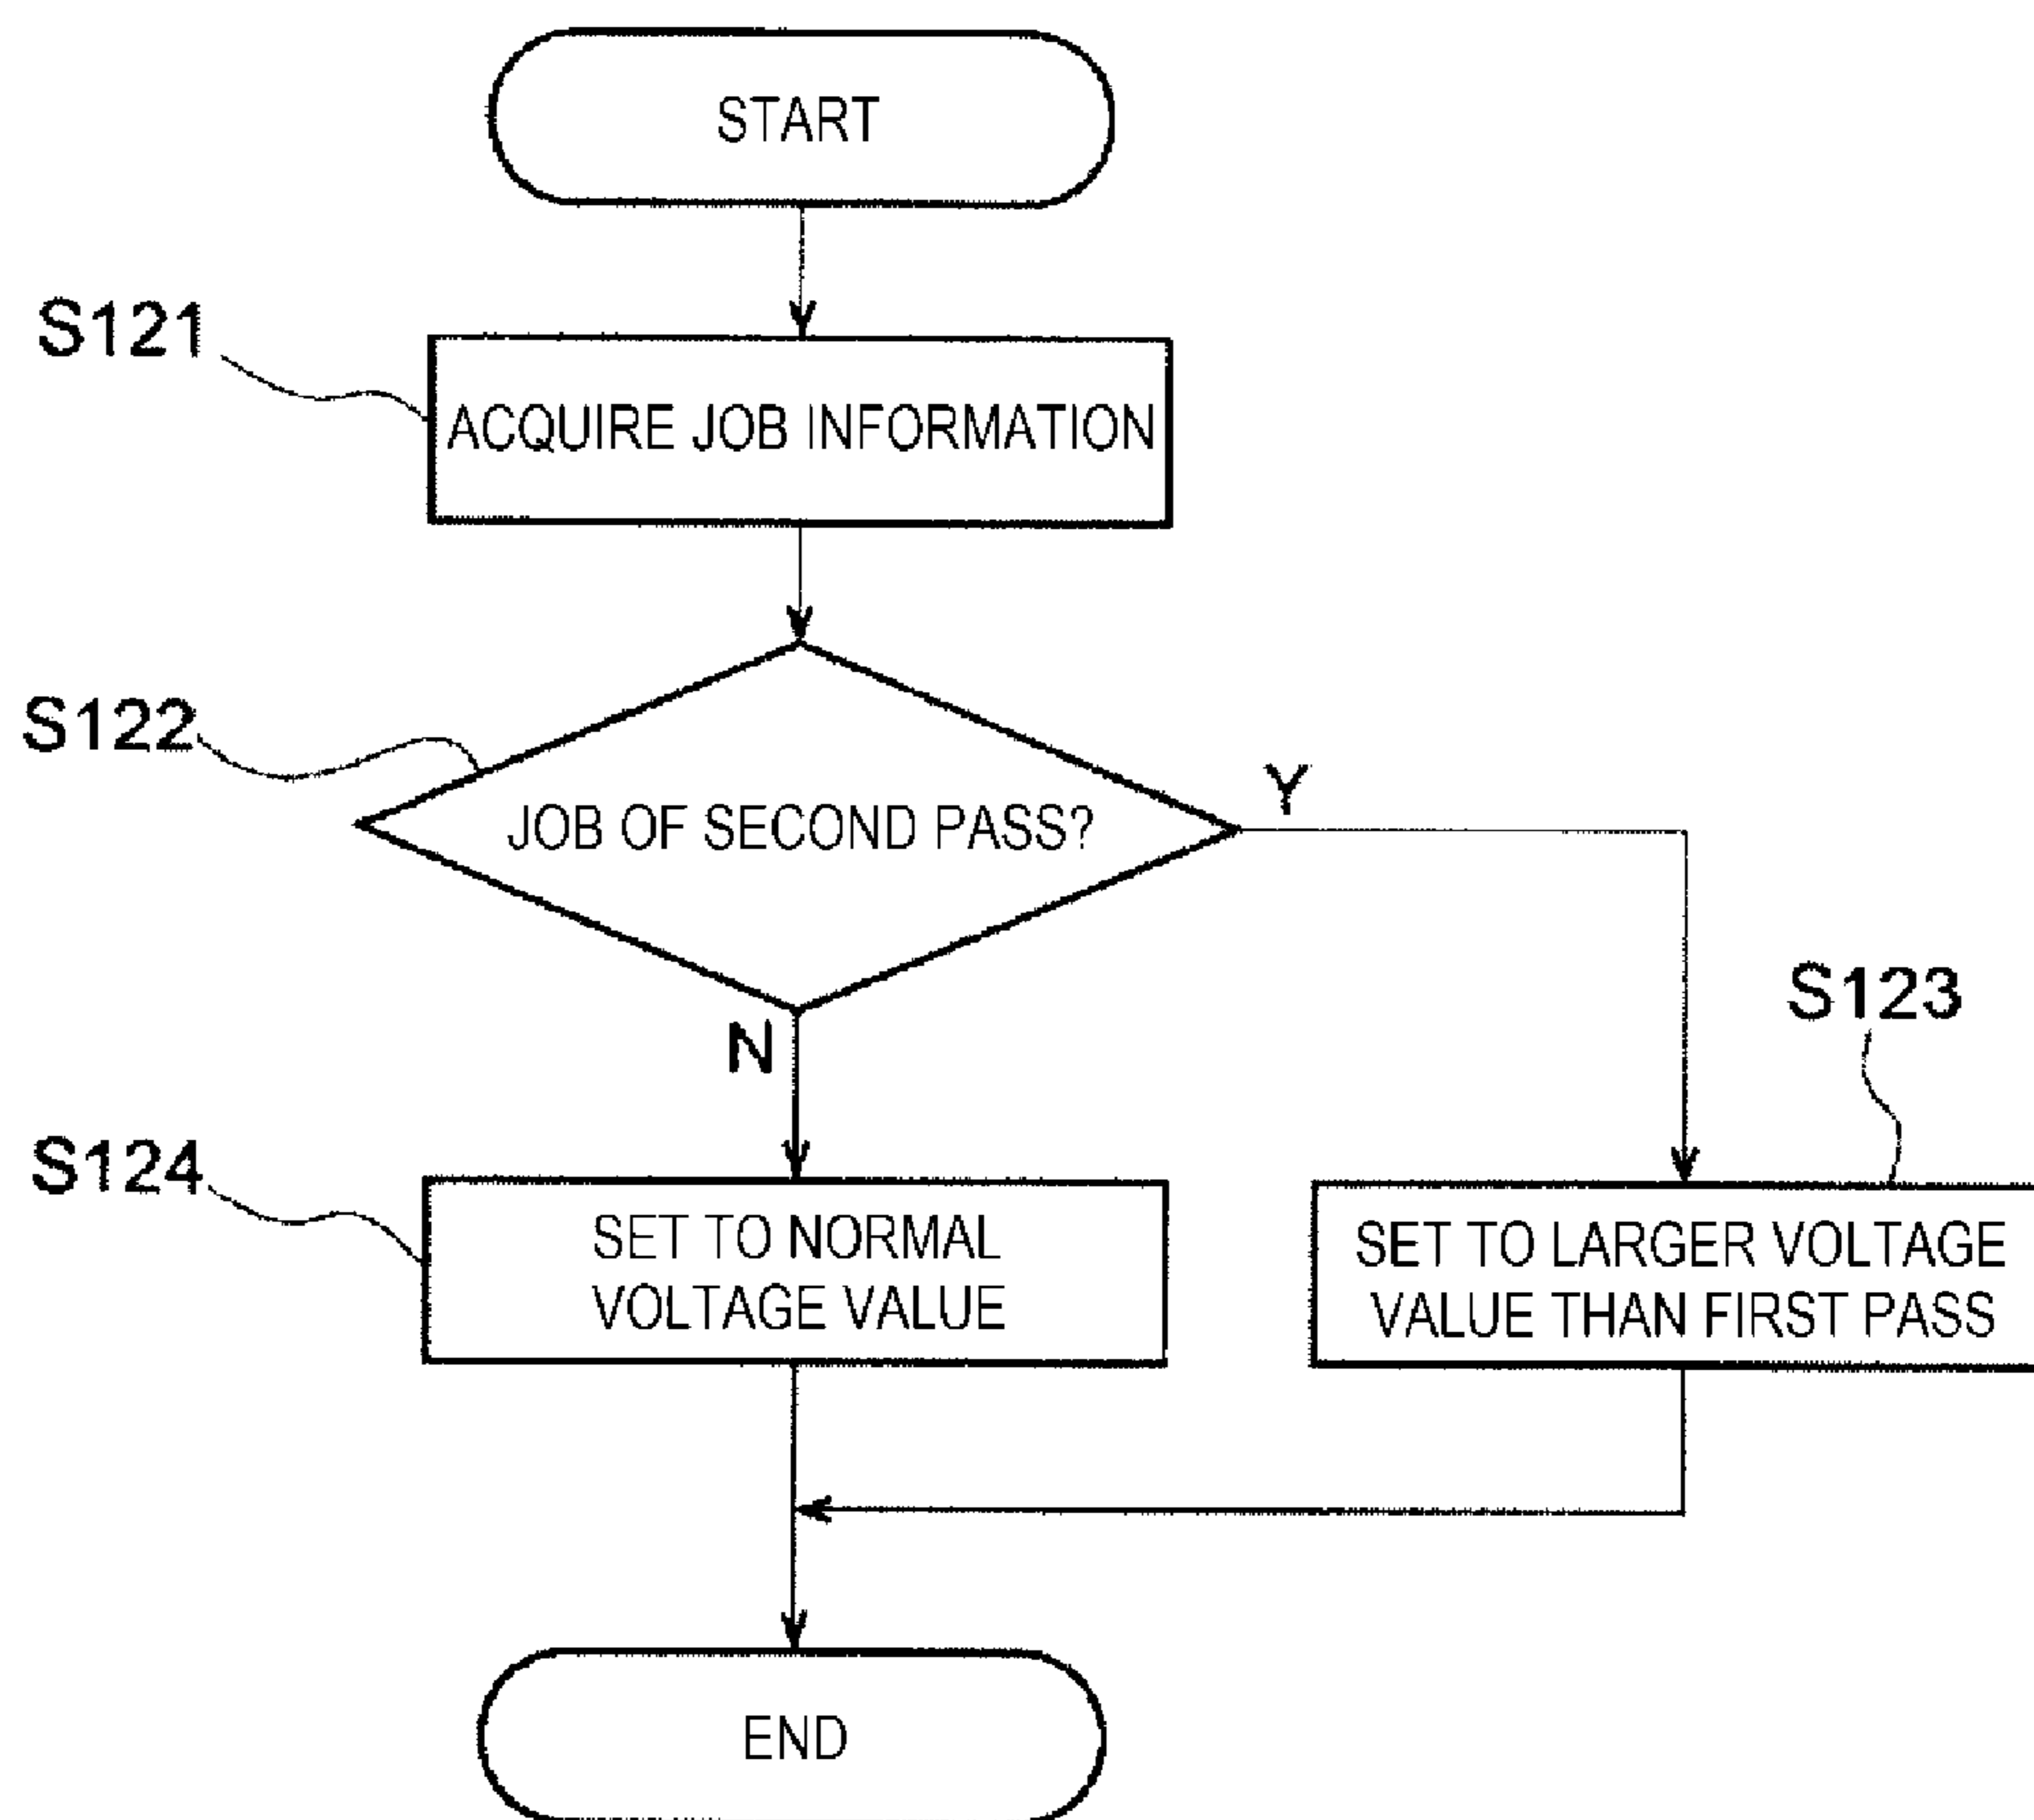 START
S121
ACQUIRE JOB INFORMATION
S122
JOB OF SECOND PASS?
Y
N
S123
S124
SET TO NORMAL
VOLTAGE VALUE
SET TO LARGER VOLTAGE
VALUE THAN FIRST PASS
END